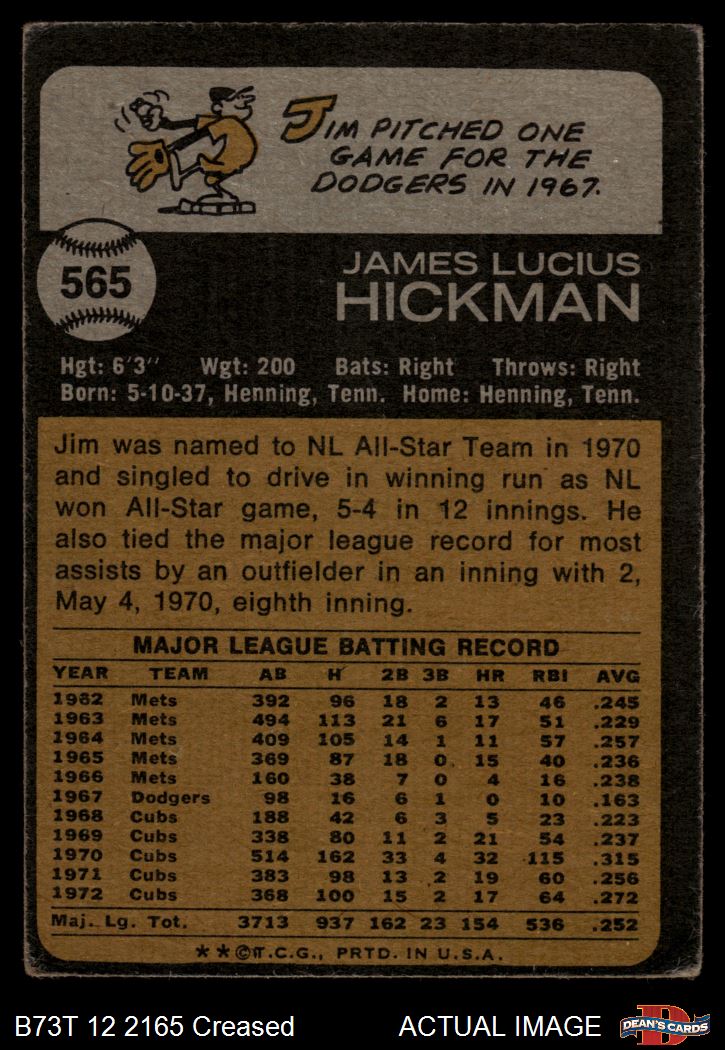 JIM PITCHED ONE
GAME FOR THE
DODGERS IN 1967.
565
JAMES LUCIUS
HICKMAN
Hgt: 6'3" Wgt: 200 Bats: Right Throws: Right
Born: 5-10-37, Henning, Tenn. Home: Henning, Tenn.
Jim was named to NL All-Star Team in 1970
and singled to drive in winning run as NL
won All-Star game, 5-4 in 12 innings. He
also tied the major league record for most
assists by an outfielder in an inning with 2,
May 4, 1970, eighth inning.
MAJOR LEAGUE BATTING RECORD
YEAR TEAM AB H 2B 3B HR RBI AVG
1962 Mets 392 96 18 2 13 46 .245
1963 Mets 494 113 21 6 17 51 .229
1964 Mets 409 105 14 1 11 57 .257
1965 Mets 369 87 18 0 15 40 .236
1966 Mets 160 38 7 0 4 16 .238
1967 Dodgers 98 16 6 1 0 10 .163
1968 Cubs 188 42 6 3 5 23 .223
1969 Cubs 338 80 11 2 21 54 .237
1970 Cubs 514 162 33 4 32 115 .315
1971 Cubs 383 98 13 2 19 60 .256
1972 Cubs 368 100 15 2 17 64 .272
Maj. Lg. Tot. 3713 937 162 23 154 536 .252
**©T.C.G., PRTD. IN U.S.A.
B73T 12 2165 Creased ACTUAL IMAGE
D
DEAN'S CARDS